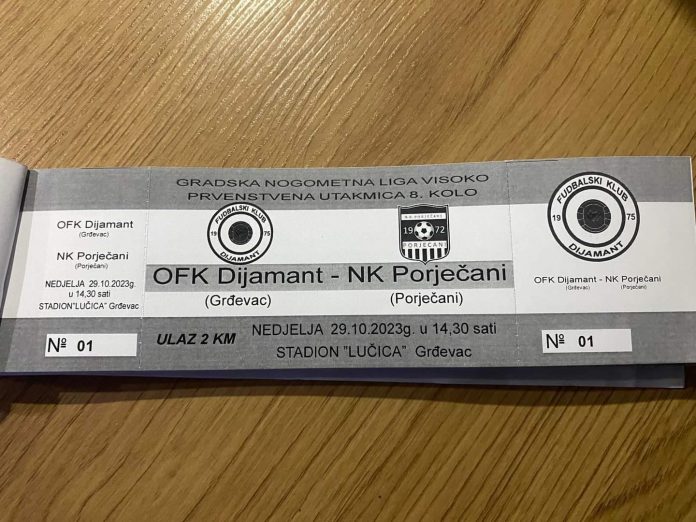 OFK Dijamant
(Grđevac)
NK Porječani
(Porječani)
NEDJELJA 29.10.2023g.
u 14,30 sati
STADION"LUČICA" Grđevac
№ 01
GRADSKA NOGOMETNA LIGA VISOKO
PRVENSTVENA UTAKMICA 8. KOLO
FUDBALSKI KLUB
19 75
DIJAMANT
N.K PORJEČANI
19 72
PORJEČANI
OFK Dijamant - NK Porječani
(Grđevac) (Porječani)
ULAZ 2 KM
NEDJELJA 29.10.2023g. u 14,30 sati
STADION "LUČICA" Grđevac
FUDBALSKI KLUB
19 75
DIJAMANT
OFK Dijamant - NK Porječani
(Grđevac) (Porječani)
№ 01